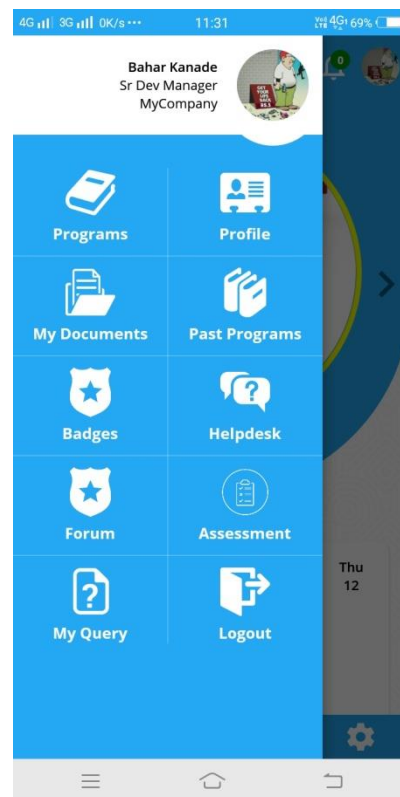 4G 3G 0K/s ··· 11:31 4G 69%
Bahar Kanade
Sr Dev Manager
MyCompany
0
Programs Profile
My Documents Past Programs
Badges Helpdesk
Forum Assessment
Thu
12
My Query Logout